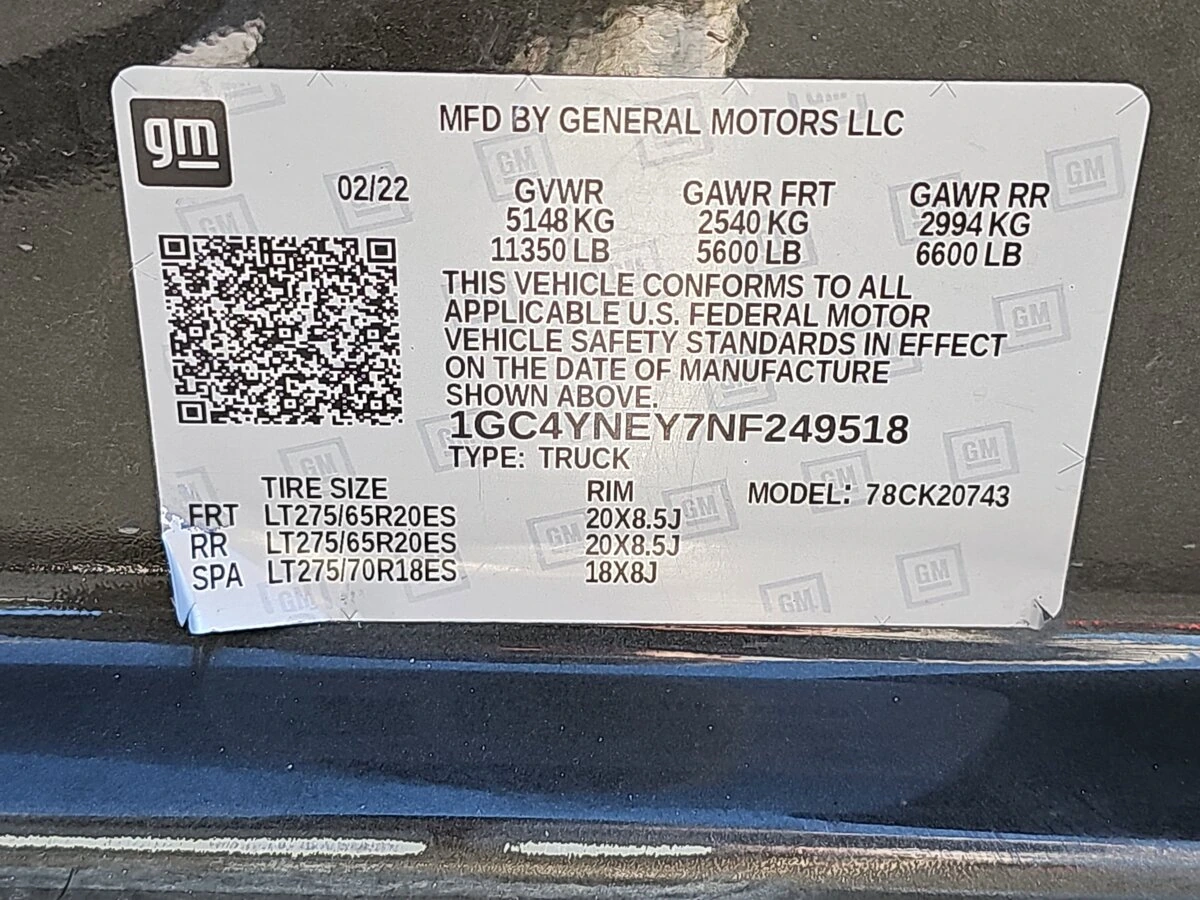 gm
MFD BY GENERAL MOTORS LLC
02/22 GVWR GAWR FRT GAWR RR
5148 KG 2540 KG 2994 KG
11350 LB 5600 LB 6600 LB
THIS VEHICLE CONFORMS TO ALL
APPLICABLE U.S. FEDERAL MOTOR
VEHICLE SAFETY STANDARDS IN EFFECT
ON THE DATE OF MANUFACTURE
SHOWN ABOVE.
1GC4YNEY7NF249518
TYPE: TRUCK
TIRE SIZE RIM MODEL: 78CK20743
FRT LT275/65R20ES 20X8.5J
RR LT275/65R20ES 20X8.5J
SPA LT275/70R18ES 18X8J